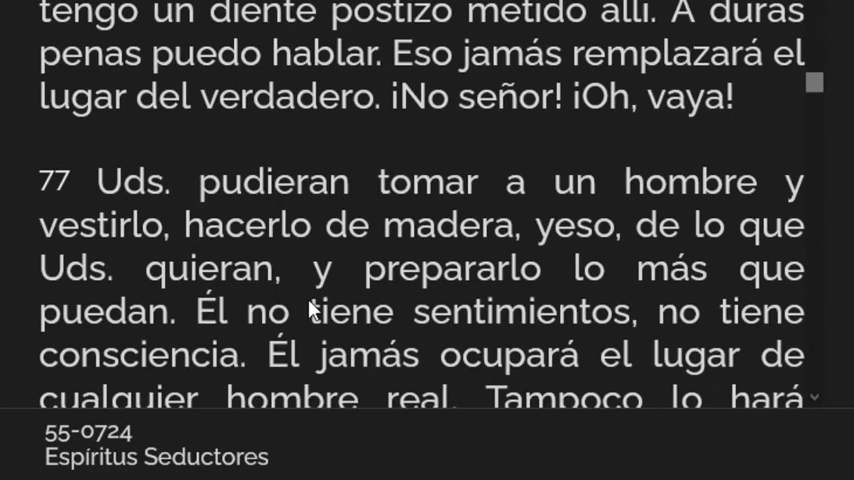 tengo un diente postizo metido allí. A duras
penas puedo hablar. Eso jamás remplazará el
lugar del verdadero. ¡No señor! ¡Oh, vaya!
77 Uds. pudieran tomar a un hombre y
vestirlo, hacerlo de madera, yeso, de lo que
Uds. quieran, y prepararlo lo más que
puedan. Él no tiene sentimientos, no tiene
consciencia. Él jamás ocupará el lugar de
cualquier hombre real. Tampoco lo hará
55-0724
Espíritus Seductores